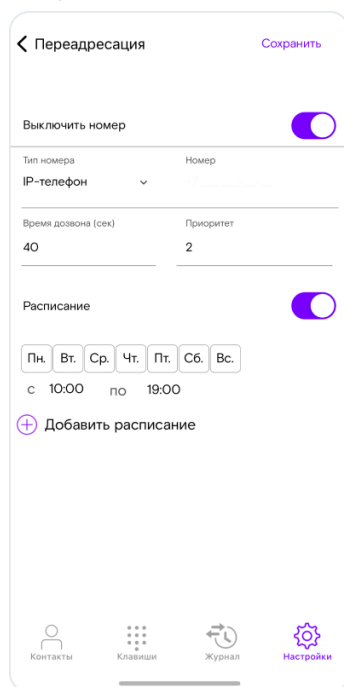 Переадресация Сохранить
Выключить номер
Тип номера Номер
IP-телефон
Время дозвона (сек) Приоритет
40 2
Расписание
Пн. Вт. Ср. Чт. Пт. Сб. Вс.
с 10:00 по 19:00
Добавить расписание
Контакты Клавиши Журнал Настройки